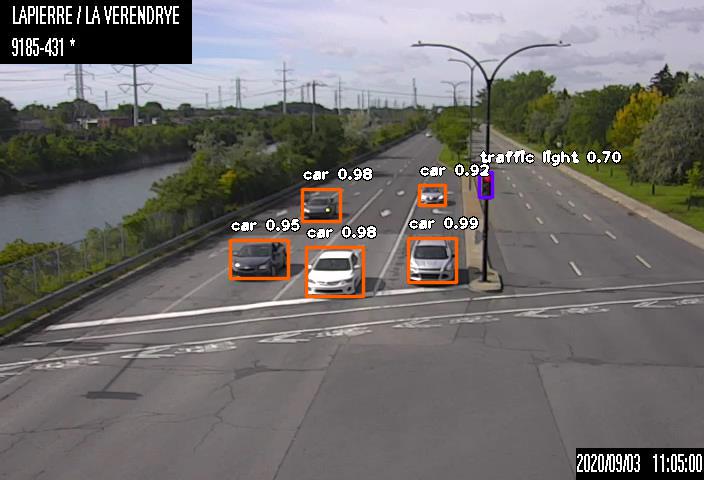 LAPIERRE / LA VERENDRYE
9185-431 *
traffic light 0.70
car 0.98
car 0.92
car 0.95
car 0.98
car 0.99
2020/09/03 11:05:00